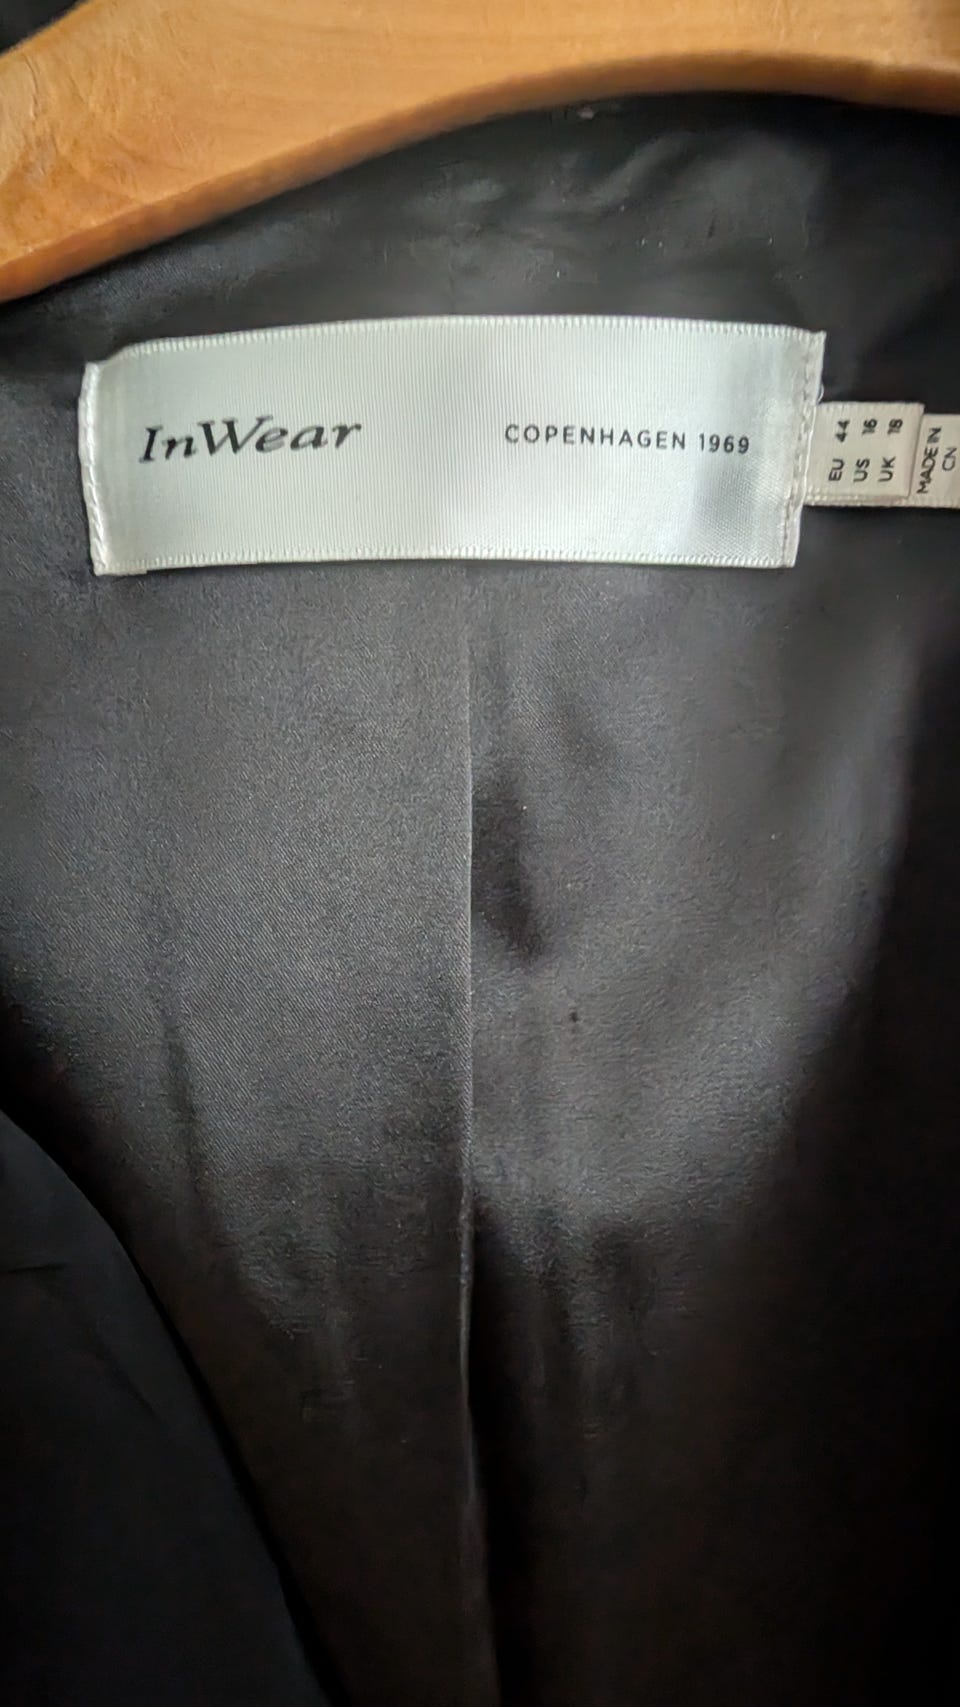 InWear
COPENHAGEN 1969
EU 44
US 16
UK 18
MADE IN
CN